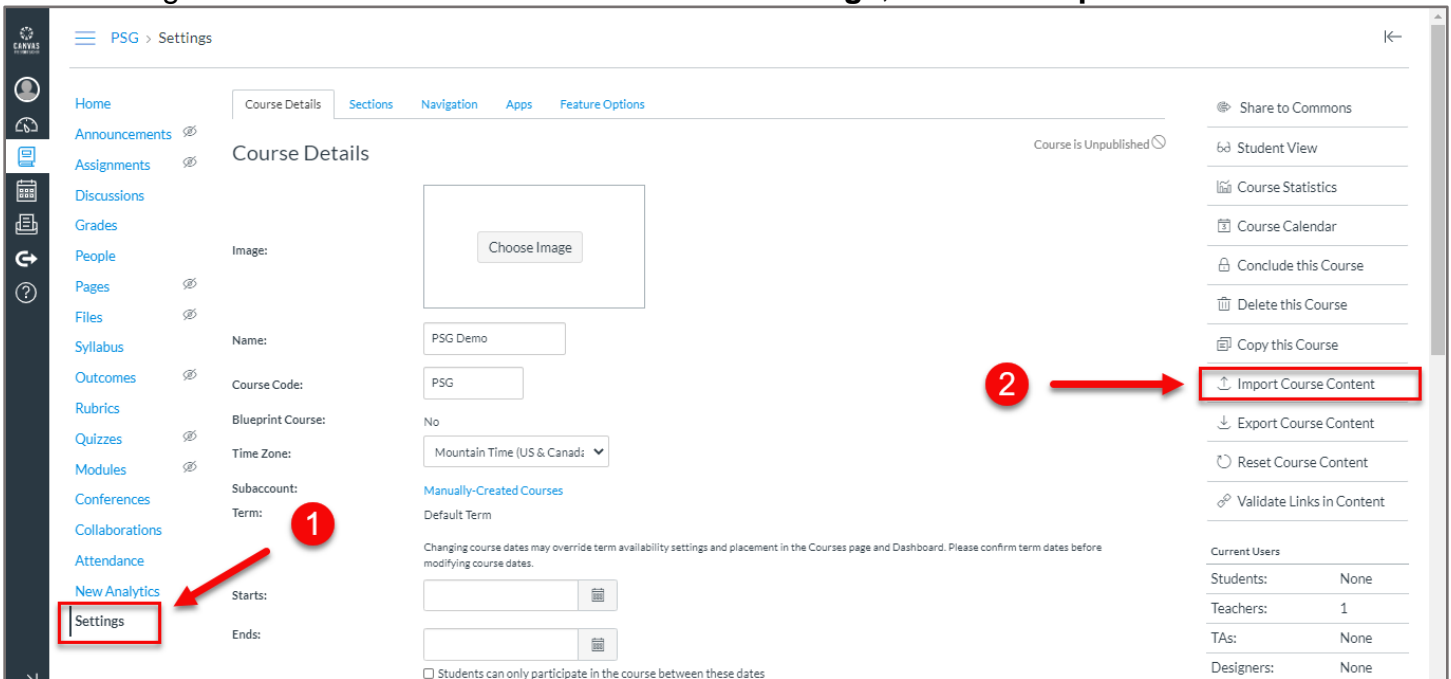 CANVAS
PSG > Settings
Home
Announcements
Assignments
Discussions
Grades
People
Pages
Files
Syllabus
Outcomes
Rubrics
Quizzes
Modules
Conferences
Collaborations
Attendance
New Analytics
Settings
1
Course Details Sections Navigation Apps Feature Options
Course Details
Course is Unpublished
Image:
Choose Image
Name:
PSG Demo
Course Code:
PSG
Blueprint Course:
No
Time Zone:
Mountain Time (US & Canada
Subaccount:
Manually-Created Courses
Term:
Default Term
Changing course dates may override term availability settings and placement in the Courses page and Dashboard. Please confirm term dates before
modifying course dates.
Starts:
Ends:
Students can only participate in the course between these dates
2
Share to Commons
Student View
Course Statistics
Course Calendar
Conclude this Course
Delete this Course
Copy this Course
Import Course Content
Export Course Content
Reset Course Content
Validate Links in Content
Current Users
Students: None
Teachers: 1
TAs: None
Designers: None